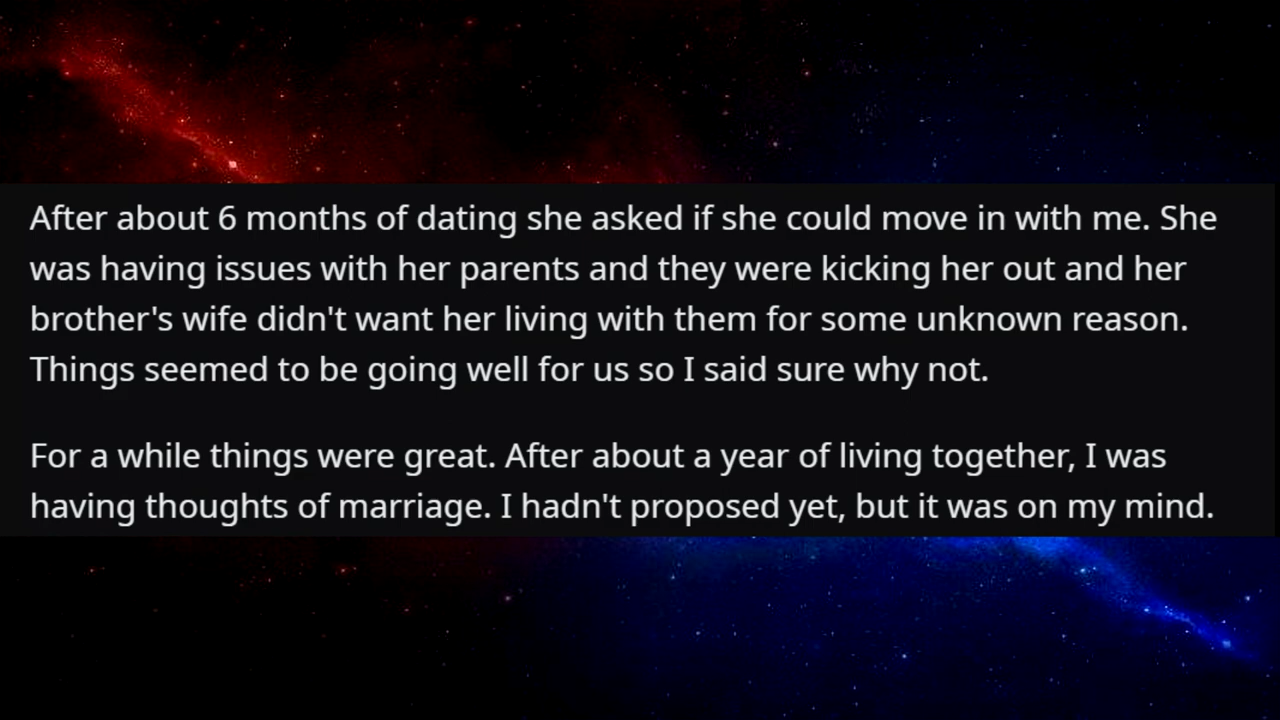 After about 6 months of dating she asked if she could move in with me. She
was having issues with her parents and they were kicking her out and her
brother's wife didn't want her living with them for some unknown reason.
Things seemed to be going well for us so I said sure why not.
For a while things were great. After about a year of living together, I was
having thoughts of marriage. I hadn't proposed yet, but it was on my mind.